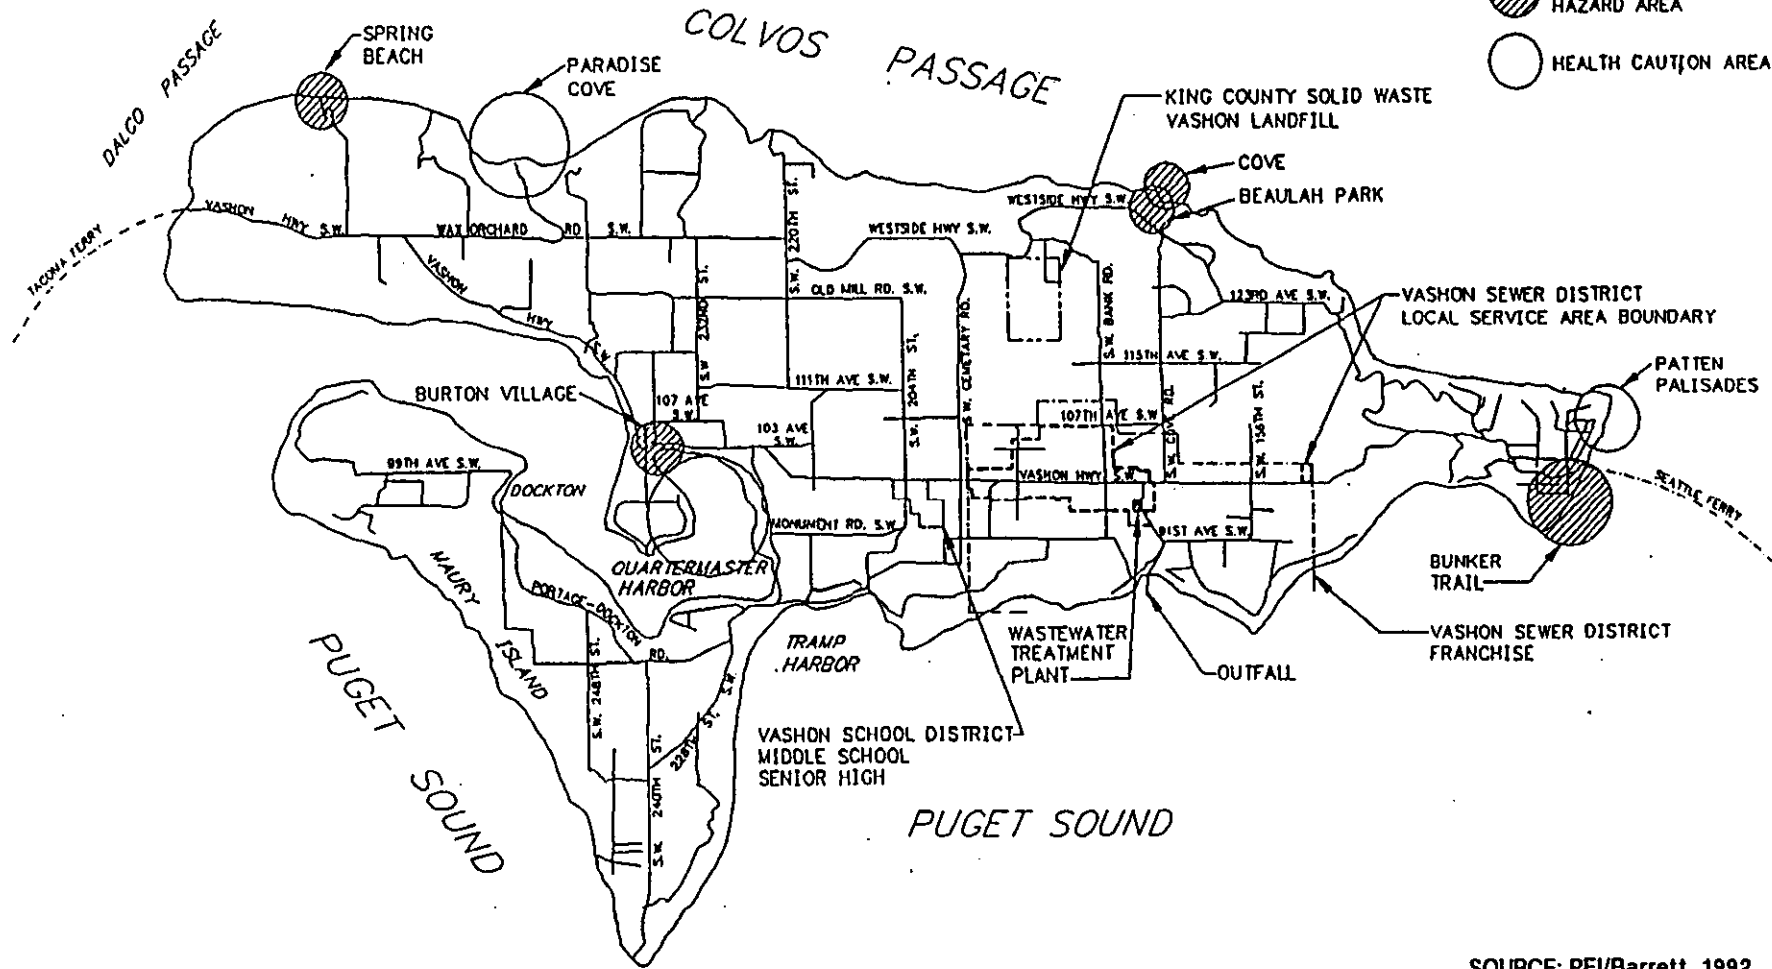 HAZARD AREA
HEALTH CAUTION AREA
COLVOS PASSAGE
DALCO PASSAGE
SPRING
BEACH
PARADISE
COVE
KING COUNTY SOLID WASTE
VASHON LANDFILL
COVE
BEAULAH PARK
WESTSIDE HWY S.W.
WESTSIDE HWY S.W.
TACOMA FERRY
VASHON HWY S.W.
WAX ORCHARD RD S.W.
S.W. 220TH ST.
VASHON HWY S.W.
OLD MILL RD. S.W.
S.W. 232RD ST.
S.W. BANK RD.
123RD AVE S.W.
VASHON SEWER DISTRICT
LOCAL SERVICE AREA BOUNDARY
S.W. 204TH ST.
S.W. CEMETARY RD.
115TH AVE S.W.
PATTEN
PALISADES
BURTON VILLAGE
111TH AVE S.W.
107 AVE
S.W.
107TH AVE S.W.
S.W. COVE RD.
S.W. 156TH ST.
103 AVE
S.W.
99TH AVE S.W.
VASHON HWY S.W.
SEATTLE FERRY
DOCKTON
MONUMENT RD. S.W.
91ST AVE S.W.
MAURY ISLAND
QUARTERMASTER
HARBOR
PORTAGE-DOCKTON RD.
BUNKER
TRAIL
PUGET SOUND
S.W. 248TH ST.
TRAMP
HARBOR
WASTEWATER
TREATMENT
PLANT
OUTFALL
VASHON SEWER DISTRICT
FRANCHISE
S.W. 240TH ST.
228TH ST. S.W.
VASHON SCHOOL DISTRICT
MIDDLE SCHOOL
SENIOR HIGH
PUGET SOUND
SOURCE: PEI/Barrett, 1992